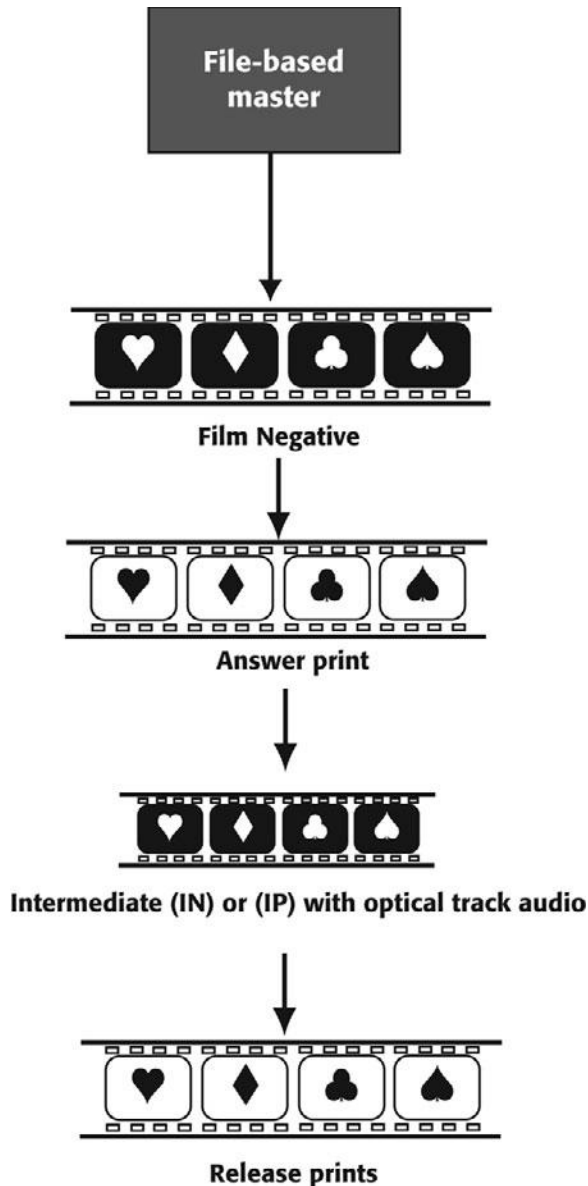 File-based
master
Film Negative
Answer print
Intermediate (IN) or (IP) with optical track audio
Release prints